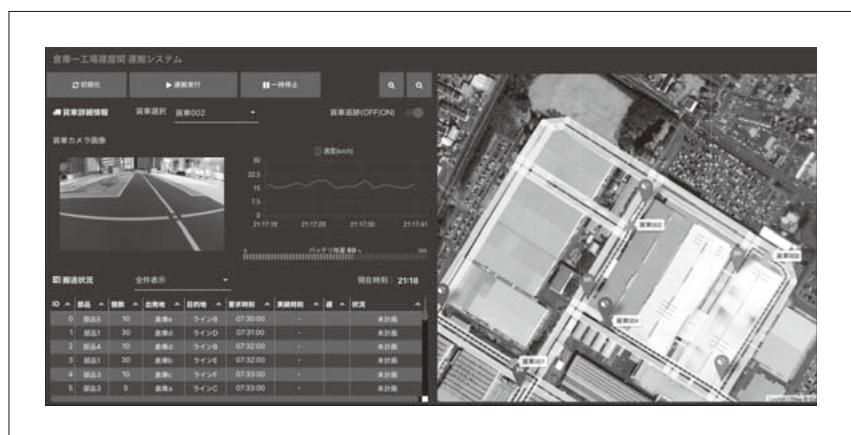 倉庫ー工場建屋間 運搬システム
初期化
運搬実行
一時停止
貨車詳細情報 貨車選択 貨車002 貨車追跡(OFF|ON)
貨車カメラ画像
速度(km/h)
30
22.5
15
7.5
0
21:17:10 21:17:20 21:17:30 21:17:41
バッテリ残量 60
搬送状況 全件表示 現在時刻 21:18
ID 部品 個数 出発地 目的地 要求時刻 実績時刻 遅 状況
0 部品5 10 倉庫e ラインB 07:30:00 - 未計画
1 部品1 30 倉庫d ラインD 07:31:00 - 未計画
2 部品4 10 倉庫d ラインB 07:32:00 - 未計画
3 部品1 30 倉庫b ラインE 07:32:00 - 未計画
4 部品3 10 倉庫c ラインF 07:33:00 - 未計画
5 部品3 5 倉庫a ラインC 07:33:00 - 未計画
貨車002
貨車003
貨車004
貨車001